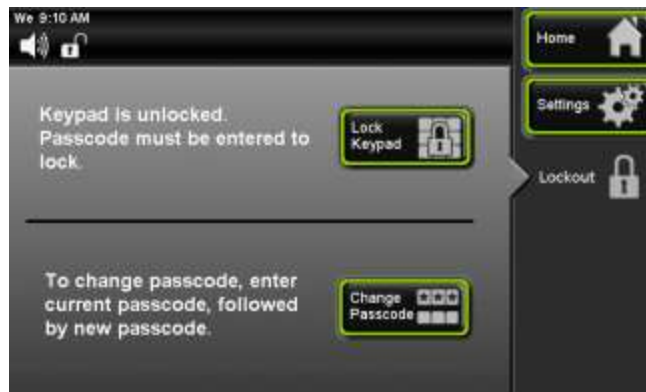 We 9:10 AM
Home
Keypad is unlocked.
Passcode must be entered to
lock.
Lock
Keypad
Settings
Lockout
To change passcode, enter
current passcode, followed
by new passcode.
Change
Passcode